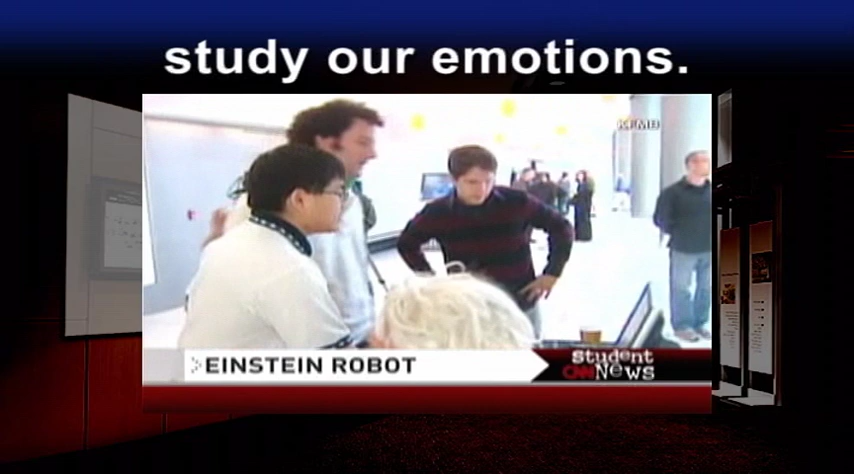 study our emotions.
KFMB
EINSTEIN ROBOT
Student
CNN News